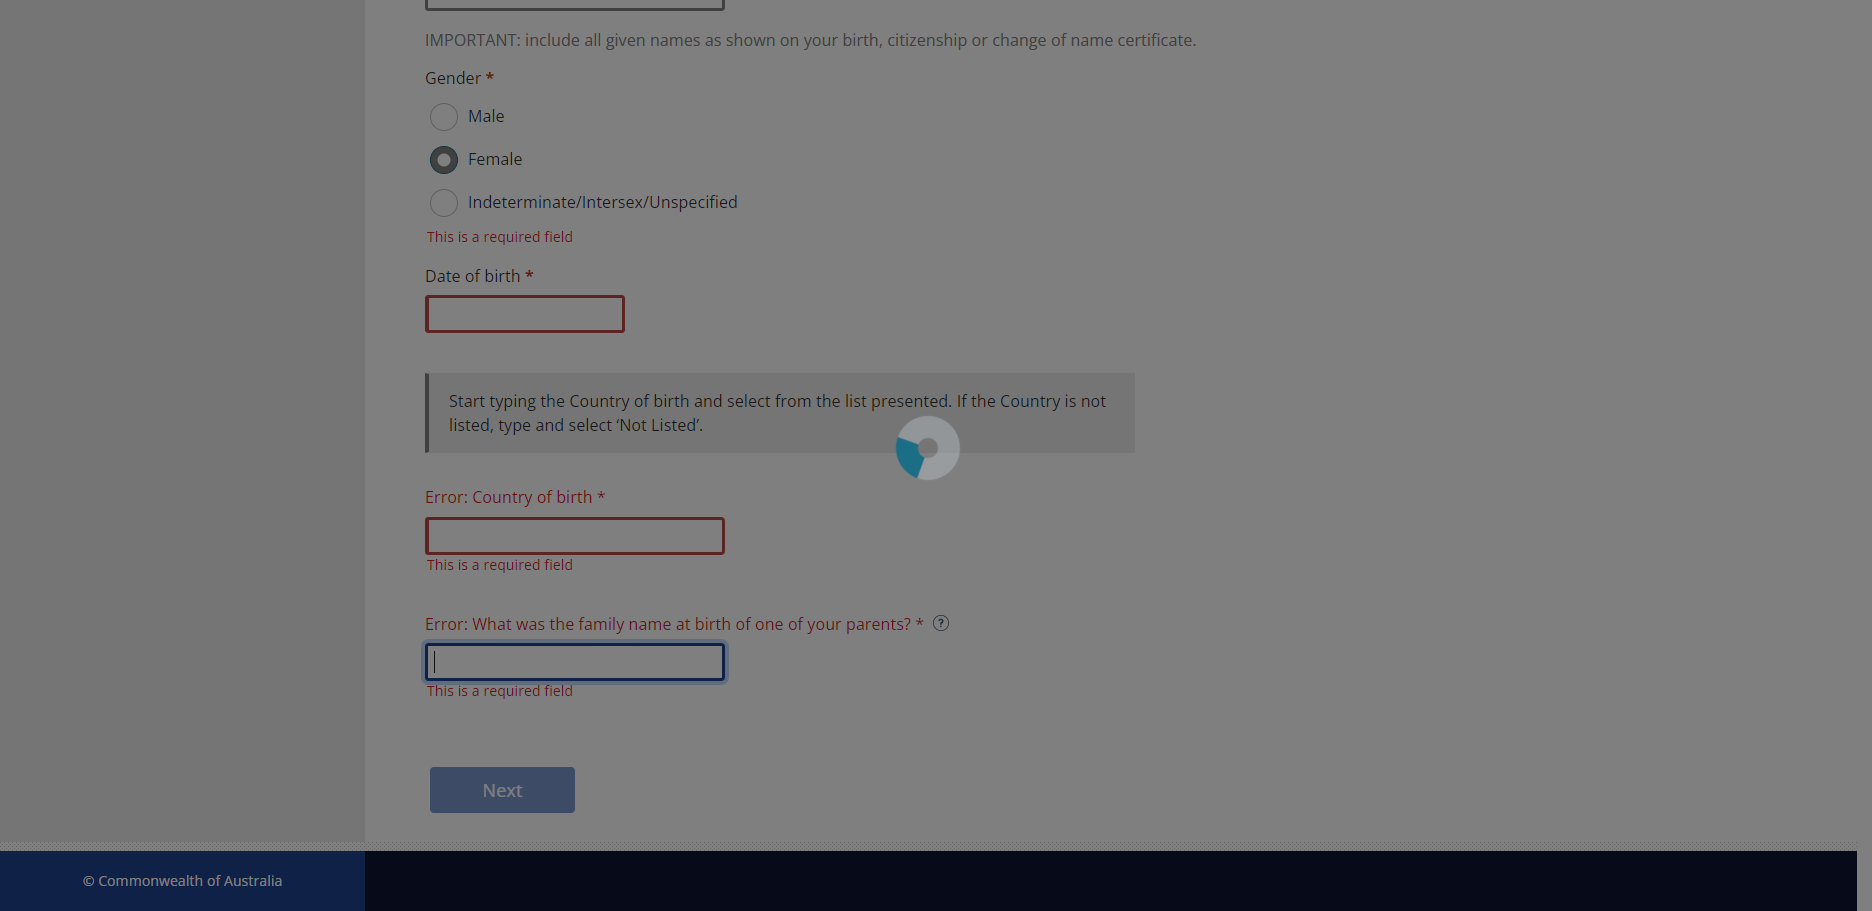 IMPORTANT: include all given names as shown on your birth, citizenship or change of name certificate.
Gender *
Male
Female
Indeterminate/Intersex/Unspecified
This is a required field
Date of birth *
Start typing the Country of birth and select from the list presented. If the Country is not
listed, type and select ‘Not Listed’.
Error: Country of birth *
This is a required field
Error: What was the family name at birth of one of your parents? * ?
This is a required field
Next
© Commonwealth of Australia